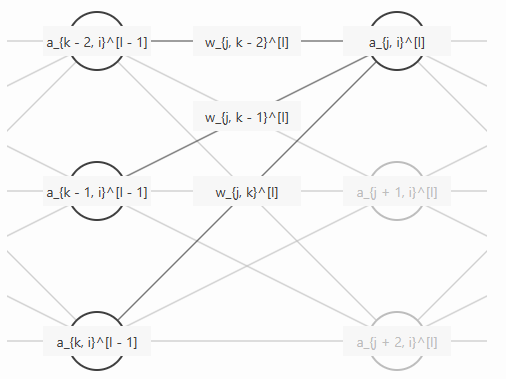 a_{k - 2, i}^[l - 1] w_{j, k - 2}^[l] a_{j, i}^[l]
w_{j, k - 1}^[l]
a_{k - 1, i}^[l - 1] w_{j, k}^[l] a_{j + 1, i}^[l]
a_{k, i}^[l - 1] a_{j + 2, i}^[l]